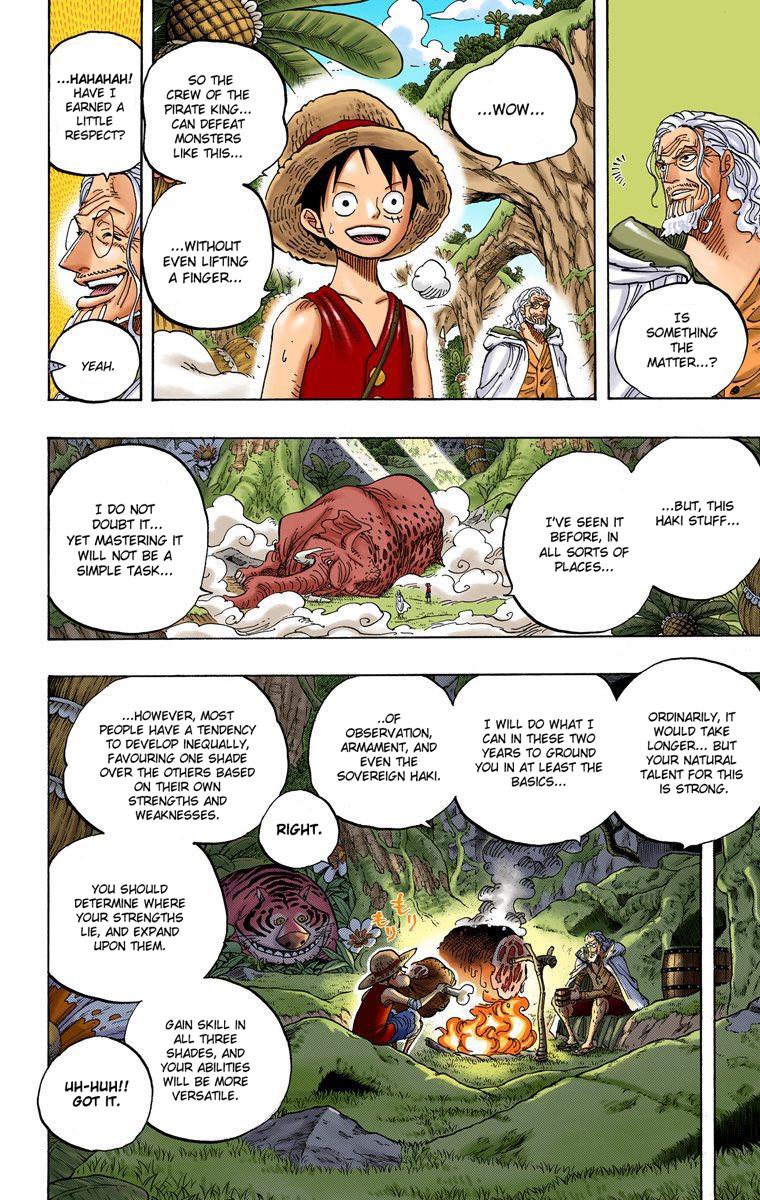 IS
SOMETHING
THE
MATTER...?
...WOW...
SO THE
CREW OF THE
PIRATE KING...
CAN DEFEAT
MONSTERS
LIKE THIS...
...WITHOUT
EVEN LIFTING
A FINGER...
...HAHAHAH!
HAVE I
EARNED A
LITTLE
RESPECT?
YEAH.
...BUT, THIS
HAKI STUFF...
I'VE SEEN IT
BEFORE, IN
ALL SORTS OF
PLACES...
I DO NOT
DOUBT IT...
YET MASTERING IT
WILL NOT BE A
SIMPLE TASK...
ORDINARILY, IT
WOULD TAKE
LONGER... BUT
YOUR NATURAL
TALENT FOR THIS
IS STRONG.
I WILL DO WHAT I
CAN IN THESE TWO
YEARS TO GROUND
YOU IN AT LEAST THE
BASICS...
..OF
OBSERVATION,
ARMAMENT, AND
EVEN THE
SOVEREIGN HAKI.
RIGHT.
...HOWEVER, MOST
PEOPLE HAVE A TENDENCY
TO DEVELOP INEQUALLY,
FAVOURING ONE SHADE
OVER THE OTHERS BASED
ON THEIR OWN
STRENGTHS AND
WEAKNESSES.
YOU SHOULD
DETERMINE WHERE
YOUR STRENGTHS
LIE, AND EXPAND
UPON THEM.
もり
もり
GAIN SKILL IN
ALL THREE
SHADES, AND
YOUR ABILITIES
WILL BE MORE
VERSATILE.
UH-HUH!!
GOT IT.